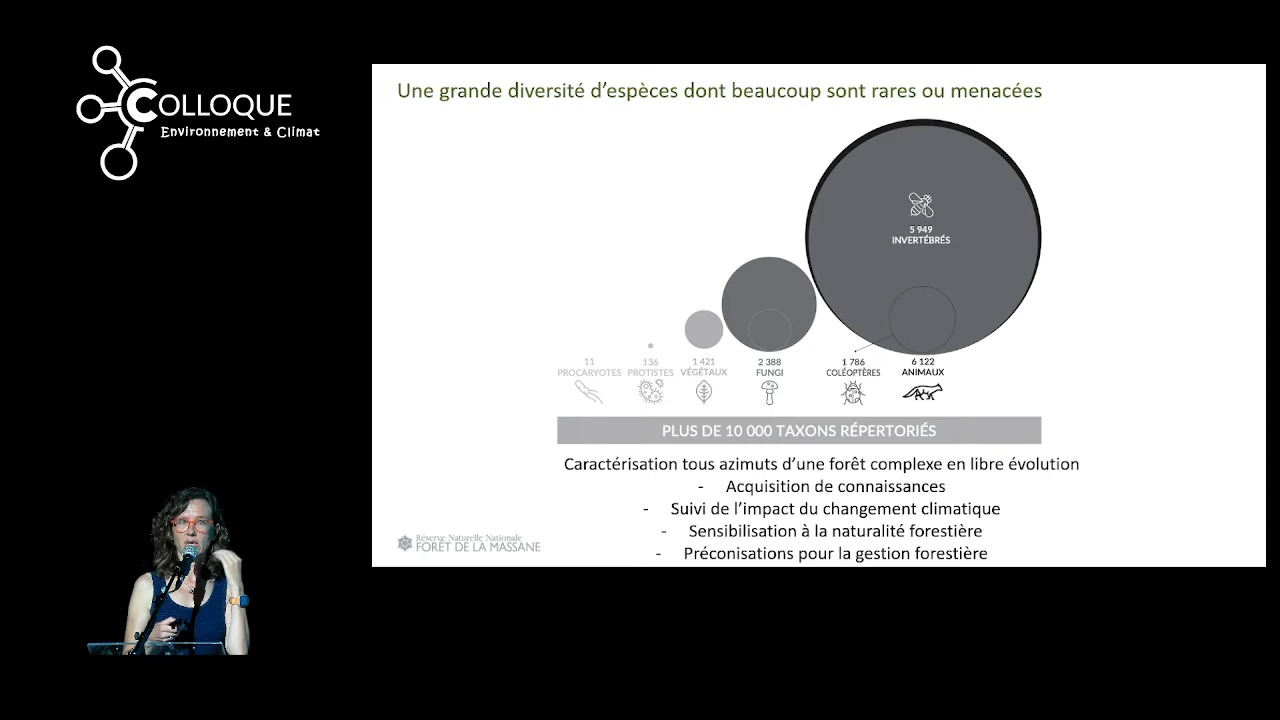 COLLOQUE
Environnement & Climat
Une grande diversité d'espèces dont beaucoup sont rares ou menacées
5 949
INVERTÉBRÉS
11
PROCARYOTES
136
PROTISTES
1 421
VÉGÉTAUX
2 388
FUNGI
1 786
COLÉOPTÈRES
6 122
ANIMAUX
PLUS DE 10 000 TAXONS RÉPERTORIÉS
Caractérisation tous azimuts d'une forêt complexe en libre évolution
- Acquisition de connaissances
- Suivi de l'impact du changement climatique
- Sensibilisation à la naturalité forestière
- Préconisations pour la gestion forestière
Réserve Naturelle Nationale
FORÊT DE LA MASSANE